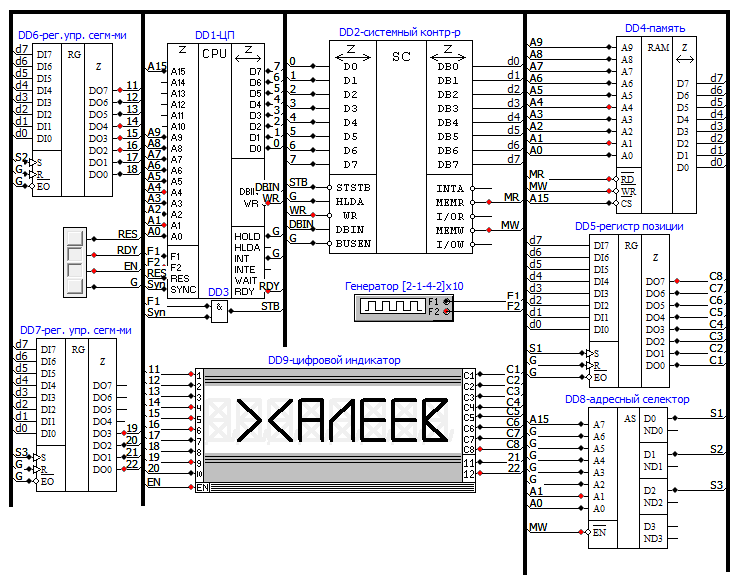 DD6-рег.упр. сегм-ми
d7 DI7 RG Z
d6 DI6
d5 DI5
d4 DI4 DO7 11
d3 DI3 DO6 12
d2 DI2 DO5 13
d1 DI1 DO4 14
d0 DI0 DO3 15
DO2 16
S2 S DO1 17
G R DO0 18
G EO
RES
RDY
EN
G
DD7-рег. упр. сегм-ми
d7 DI7 RG Z
d6 DI6
d5 DI5
d4 DI4 DO7
d3 DI3 DO6
d2 DI2 DO5
d1 DI1 DO4
d0 DI0 DO3 19
DO2 20
S3 S DO1 21
G R DO0 22
G EO
DD1-ЦП
Z CPU
A15 A15 D7 7
A14 D6 6
A13 D5 5
A12 D4 4
A11 D3 3
A10 D2 2
A9 A9 D1 1
A8 A8 D0 0
A7 A7
A6 A6
A5 A5
A4 A4 DBIN DBIN
A3 A3 WR WR
A2 A2
A1 A1
A0 A0 HOLD G
HLDA
F1 F1 INT G
F2 F2 INTE
RES RES WAIT
Syn SYNC RDY RDY
DD3
F1 & STB
Syn
DD2-системный контр-р
Z SC Z
0 D0 DB0 d0
1 D1 DB1 d1
2 D2 DB2 d2
3 D3 DB3 d3
4 D4 DB4 d4
5 D5 DB5 d5
6 D6 DB6 d6
7 D7 DB7 d7
STB STSTB INTA
G HLDA MEMR MR
WR WR I/OR
DBIN DBIN MEMW MW
G BUSEN I/OW
Генератор [2-1-4-2]x10
F1 F1
F2 F2
DD9-цифровой индикатор
11 1 C1 C1
12 2 C2 C2
13 3 C3 C3
14 4 C4 C4
15 5 C5 C5
16 6 C6 C6
17 7 C7 C7
18 8 C8 C8
19 9 11 21
20 10 12 22
EN EN
DD4-память
A9 A9 RAM Z
A8 A8
A7 A7
A6 A6 D7 d7
A5 A5 D6 d6
A4 A4 D5 d5
A3 A3 D4 d4
A2 A2 D3 d3
A1 A1 D2 d2
A0 A0 D1 d1
D0 d0
MR RD
MW WR
A15 CS
DD5-регистр позиции
d7 DI7 RG Z
d6 DI6
d5 DI5
d4 DI4 DO7 C8
d3 DI3 DO6 C7
d2 DI2 DO5 C6
d1 DI1 DO4 C5
d0 DI0 DO3 C4
DO2 C3
S1 S DO1 C2
G R DO0 C1
G EO
DD8-адресный селектор
A15 A7 AS D0 S1
G A6 ND0
G A5
G A4 D1 S2
G A3 ND1
G A2
A1 A1 D2 S3
G A0 ND2
MW EN D3
ND3